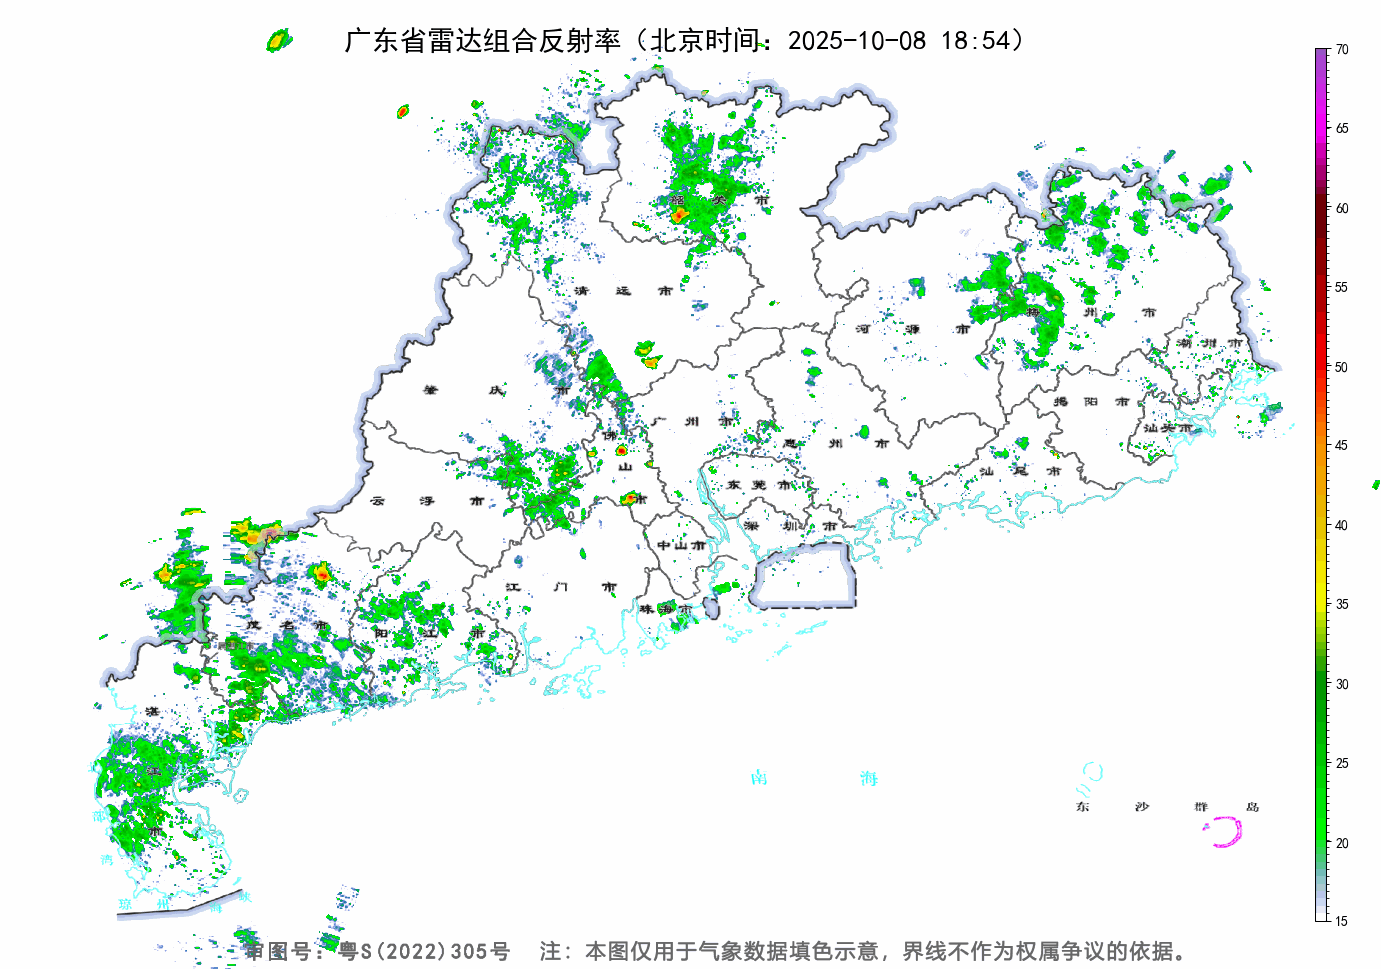 广东省雷达组合反射率（北京时间：2025-10-08 18:54）
70
65
60
55
50
45
40
35
30
25
20
15
韶关市
清远市
河源市
梅州市
潮州市
肇庆市
广州市
揭阳市
汕头市
佛山市
惠州市
云浮市
东莞市
汕尾市
深圳市
中山市
江门市
珠海市
茂名市
阳江市
湛江市
南海
东沙群岛
湾
琼州海峡
审图号：粤S(2022)305号 注：本图仅用于气象数据填色示意，界线不作为权属争议的依据。